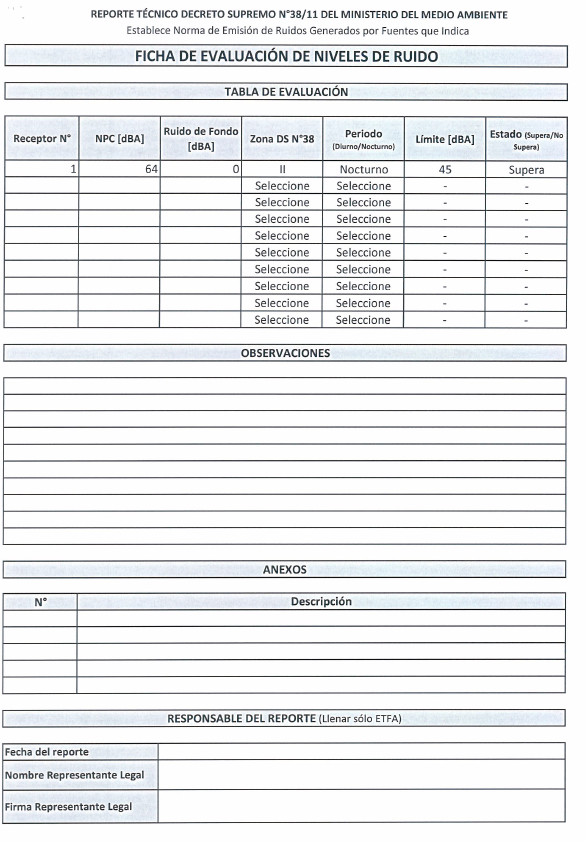 REPORTE TÉCNICO DECRETO SUPREMO N°38/11 DEL MINISTERIO DEL MEDIO AMBIENTE
Establece Norma de Emisión de Ruidos Generados por Fuentes que Indica
FICHA DE EVALUACIÓN DE NIVELES DE RUIDO
TABLA DE EVALUACIÓN
Receptor N° NPC [dBA] Ruido de Fondo [dBA] Zona DS N°38 Periodo (Diurno/Nocturno) Límite [dBA] Estado (Supera/No Supera)
1 64 0 II Nocturno 45 Supera
Seleccione Seleccione - -
Seleccione Seleccione - -
Seleccione Seleccione - -
Seleccione Seleccione - -
Seleccione Seleccione - -
Seleccione Seleccione - -
Seleccione Seleccione - -
Seleccione Seleccione - -
Seleccione Seleccione - -
OBSERVACIONES
ANEXOS
N° Descripción
RESPONSABLE DEL REPORTE (Llenar sólo ETFA)
Fecha del reporte
Nombre Representante Legal
Firma Representante Legal